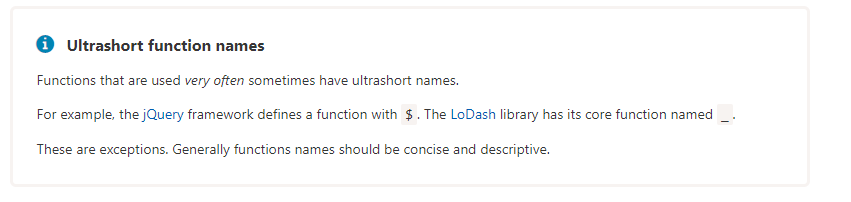 Ultrashort function names
Functions that are used very often sometimes have ultrashort names.
For example, the jQuery framework defines a function with $. The LoDash library has its core function named _.
These are exceptions. Generally functions names should be concise and descriptive.